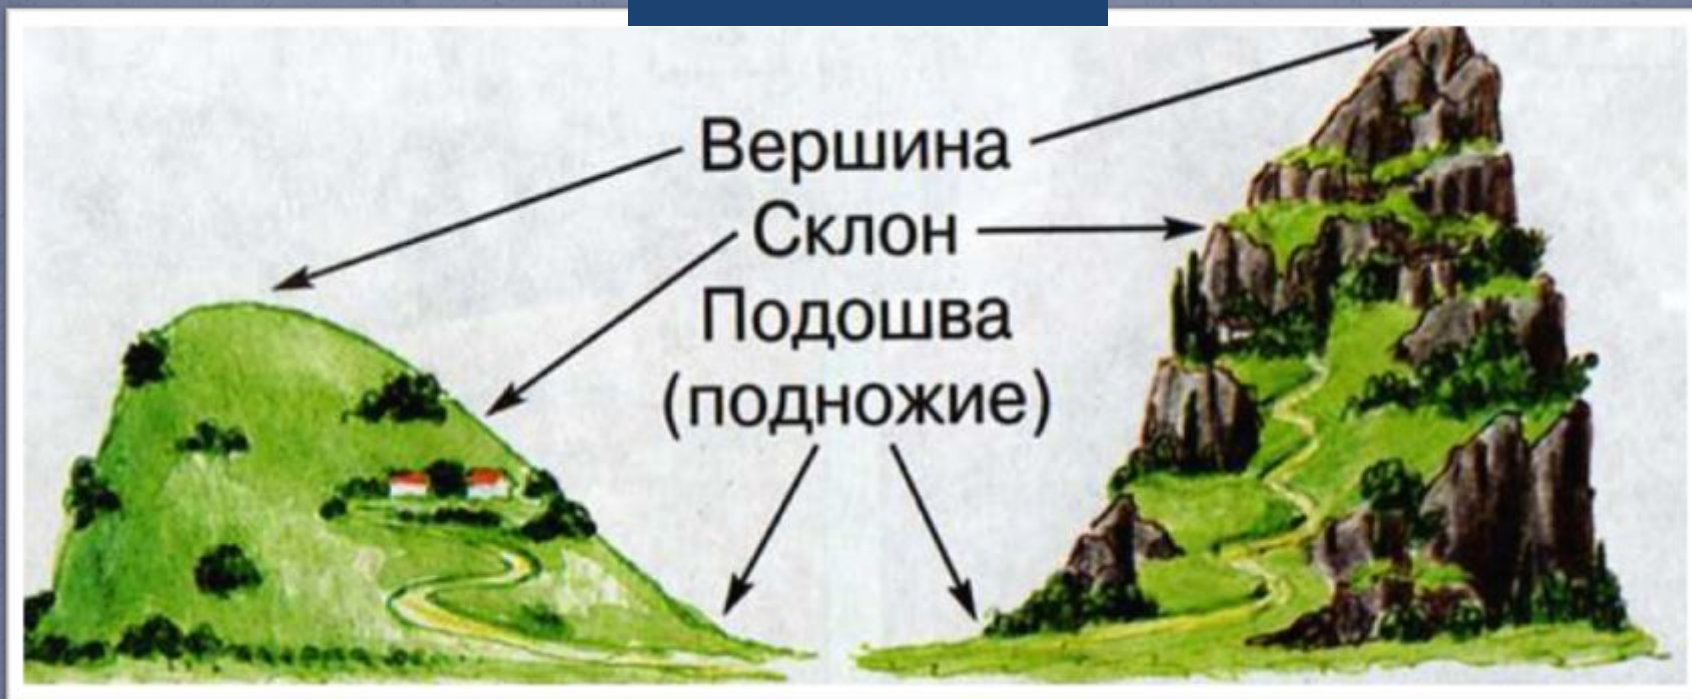 Вершина
Склон
Подошва
(подножие)